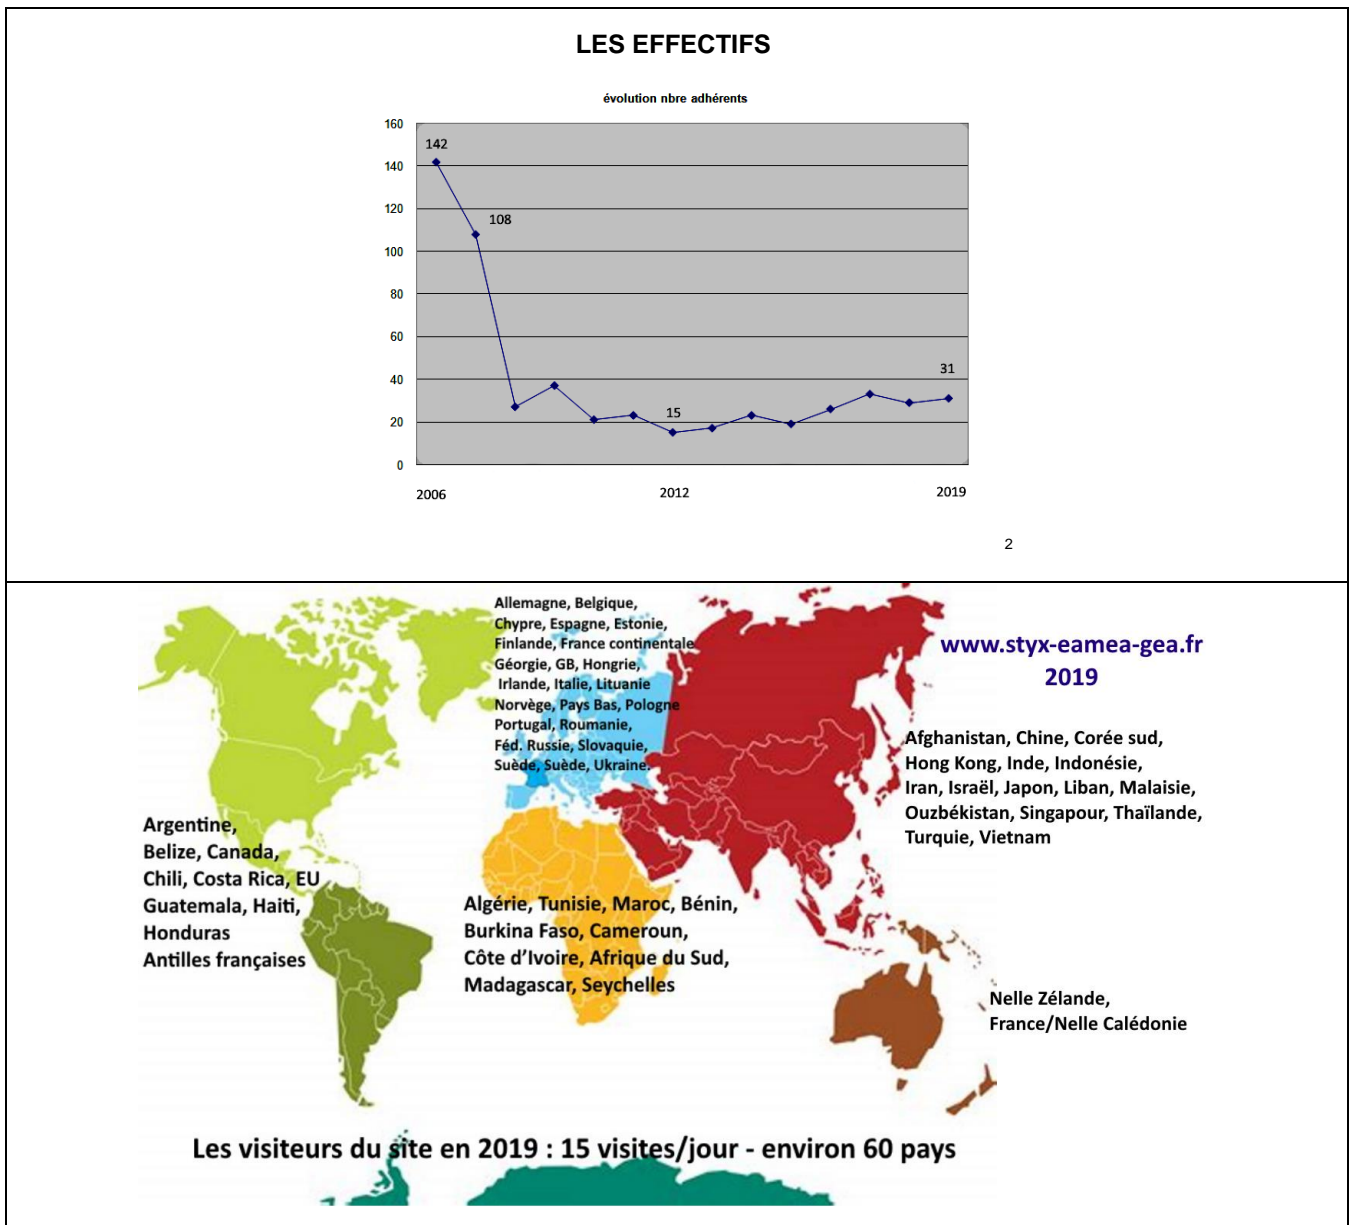 LES EFFECTIFS
évolution nbre adhérents
160
142
140
120
108
100
80
60
40
31
20
15
0
2006
2012
2019
2
Allemagne, Belgique,
Chypre, Espagne, Estonie,
Finlande, France continentale
Géorgie, GB, Hongrie,
Irlande, Italie, Lituanie
Norvège, Pays Bas, Pologne
Portugal, Roumanie,
Féd. Russie, Slovaquie,
Suède, Suède, Ukraine.
www.styx-eamea-gea.fr
2019
Afghanistan, Chine, Corée sud,
Hong Kong, Inde, Indonésie,
Iran, Israël, Japon, Liban, Malaisie,
Ouzbékistan, Singapour, Thaïlande,
Turquie, Vietnam
Argentine,
Belize, Canada,
Chili, Costa Rica, EU
Guatemala, Haiti,
Honduras
Antilles françaises
Algérie, Tunisie, Maroc, Bénin,
Burkina Faso, Cameroun,
Côte d'Ivoire, Afrique du Sud,
Madagascar, Seychelles
Nelle Zélande,
France/Nelle Calédonie
Les visiteurs du site en 2019 : 15 visites/jour - environ 60 pays